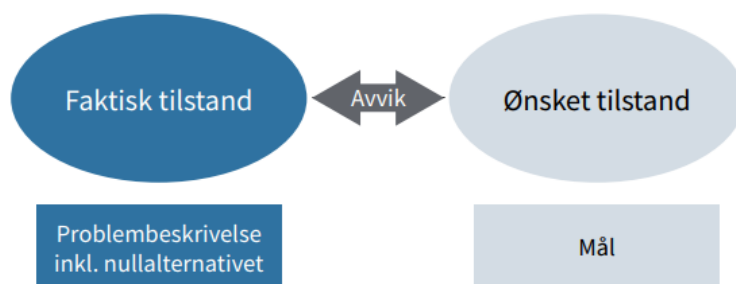 Faktisk tilstand
Avvik
Ønsket tilstand
Problembeskrivelse
inkl. nullalternativet
Mål